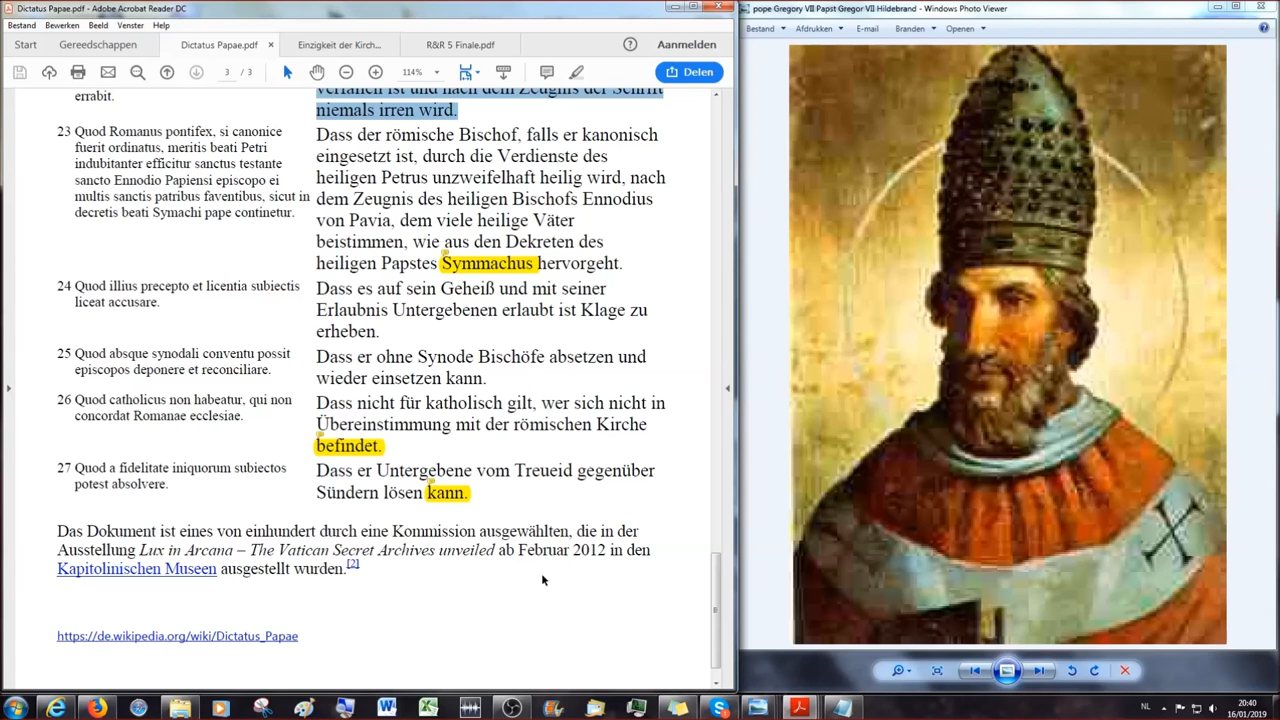 Dictatus Papae.pdf - Adobe Acrobat Reader DC
Bestand Bewerken Beeld Venster Help
Start Gereedschappen Dictatus Papae.pdf × Einzigkeit der Kirch... R&R 5 Finale.pdf Aanmelden
3 / 3 114% Delen
verfallen ist und nach dem Zeugnis der Schrift
errabit. niemals irren wird.
23 Quod Romanus pontifex, si canonice
fuerit ordinatus, meritis beati Petri
indubitanter efficitur sanctus testante
sancto Ennodio Papiensi episcopo ei
multis sanctis patribus faventibus, sicut in
decretis beati Symachi pape continetur.
Dass der römische Bischof, falls er kanonisch
eingesetzt ist, durch die Verdienste des
heiligen Petrus unzweifelhaft heilig wird, nach
dem Zeugnis des heiligen Bischofs Ennodius
von Pavia, dem viele heilige Väter
beistimmen, wie aus den Dekreten des
heiligen Papstes Symmachus hervorgeht.
24 Quod illius precepto et licentia subiectis
liceat accusare.
Dass es auf sein Geheiß und mit seiner
Erlaubnis Untergebenen erlaubt ist Klage zu
erheben.
25 Quod absque synodali conventu possit
episcopos deponere et reconciliare.
Dass er ohne Synode Bischöfe absetzen und
wieder einsetzen kann.
26 Quod catholicus non habeatur, qui non
concordat Romanae ecclesiae.
Dass nicht für katholisch gilt, wer sich nicht in
Übereinstimmung mit der römischen Kirche
befindet.
27 Quod a fidelitate iniquorum subiectos
potest absolvere.
Dass er Untergebene vom Treueid gegenüber
Sündern lösen kann.
Das Dokument ist eines von einhundert durch eine Kommission ausgewählten, die in der
Ausstellung Lux in Arcana – The Vatican Secret Archives unveiled ab Februar 2012 in den
Kapitolinischen Museen ausgestellt wurden.[2]
https://de.wikipedia.org/wiki/Dictatus_Papae
pope Gregory VII Papst Gregor VII Hildebrand - Windows Photo Viewer
Bestand Afdrukken E-mail Branden Openen
NL 20:40
16/01/2019